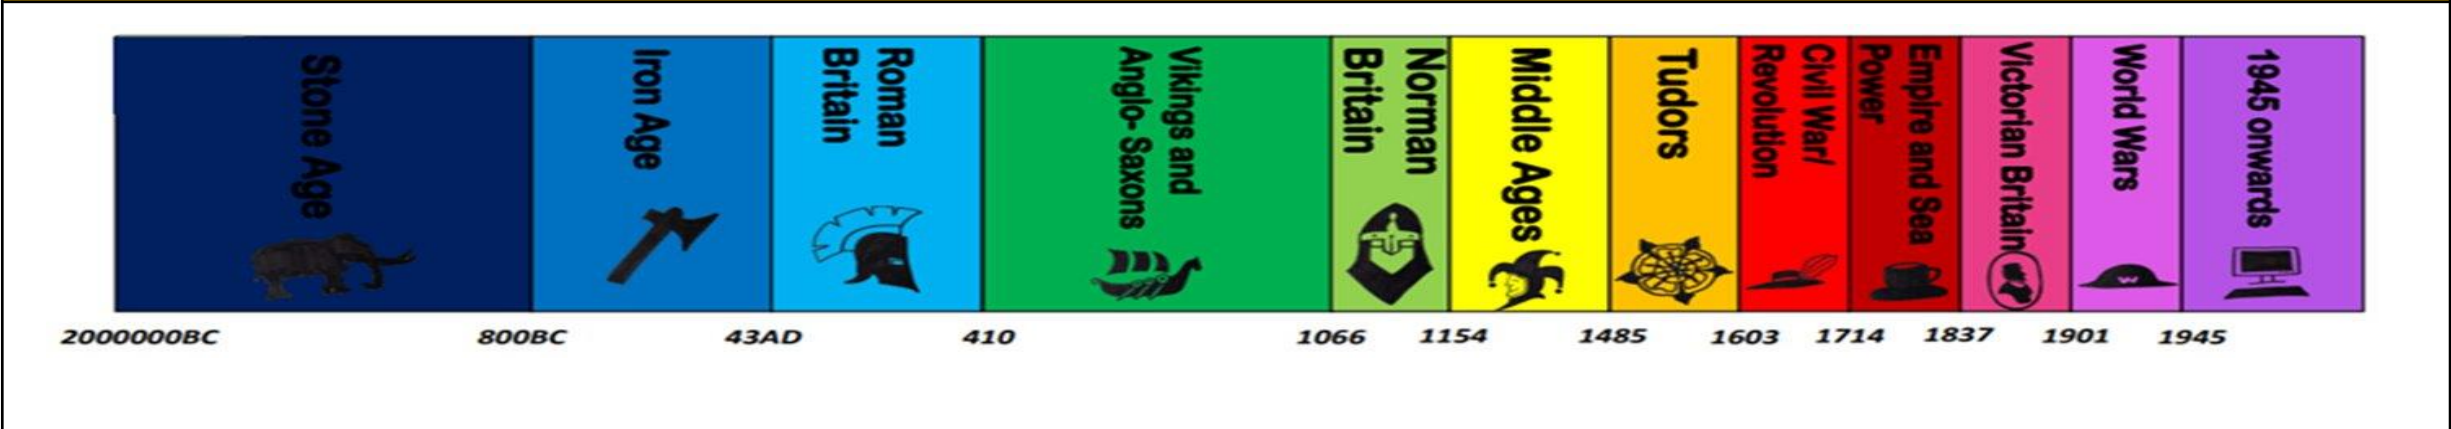 Stone Age
Iron Age
Roman
Britain
Vikings and
Anglo- Saxons
Norman
Britain
Middle Ages
Tudors
Civil War/
Revolution
Empire and Sea
Power
Victorian Britain
World Wars
W
1945 onwards
2000000BC
800BC
43AD
410
1066
1154
1485
1603
1714
1837
1901
1945